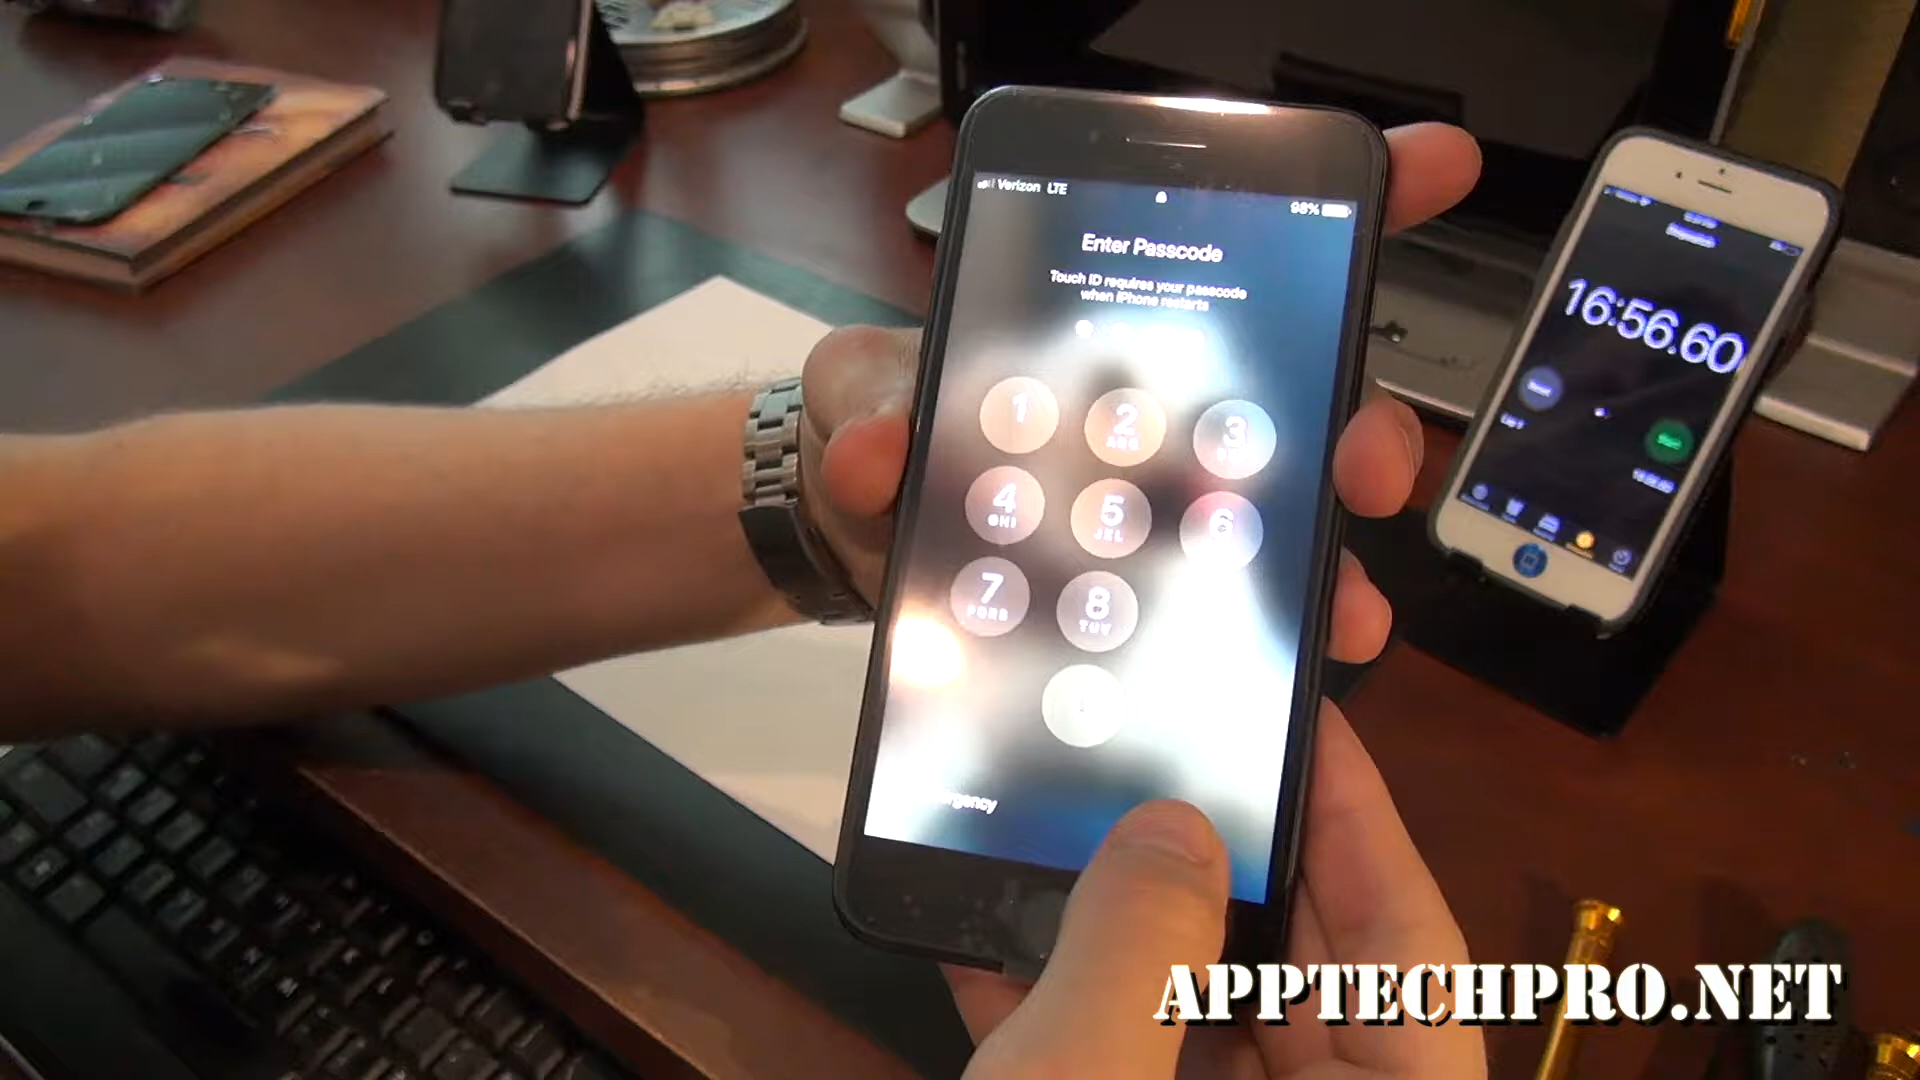 Verizon LTE
98%
Enter Passcode
Touch ID requires your passcode
when iPhone restarts
1
2
ABC
3
4
GHI
5
JKL
6
7
PQRS
8
TUV
16:56.60
Start
APPTECHPRO.NET